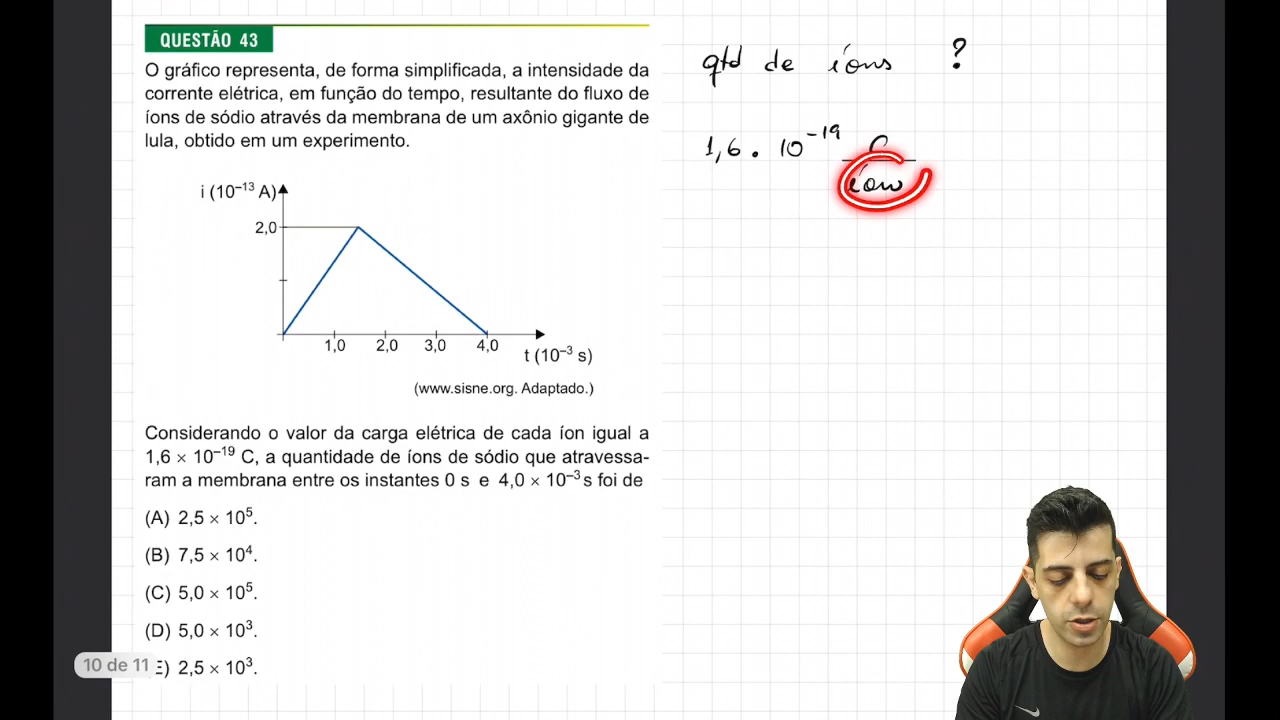 QUESTÃO 43
O gráfico representa, de forma simplificada, a intensidade da
corrente elétrica, em função do tempo, resultante do fluxo de
íons de sódio através da membrana de um axônio gigante de
lula, obtido em um experimento.
i (10⁻¹³ A)
2,0
1,0 2,0 3,0 4,0
t (10⁻³ s)
(www.sisne.org. Adaptado.)
Considerando o valor da carga elétrica de cada íon igual a
1,6 × 10⁻¹⁹ C, a quantidade de íons de sódio que atravessa-
ram a membrana entre os instantes 0 s e 4,0 × 10⁻³ s foi de
(A) 2,5 × 10⁵.
(B) 7,5 × 10⁴.
(C) 5,0 × 10⁵.
(D) 5,0 × 10³.
E) 2,5 × 10³.
10 de 11
qtd de íons ?
1,6 . 10⁻¹⁹ C
íon